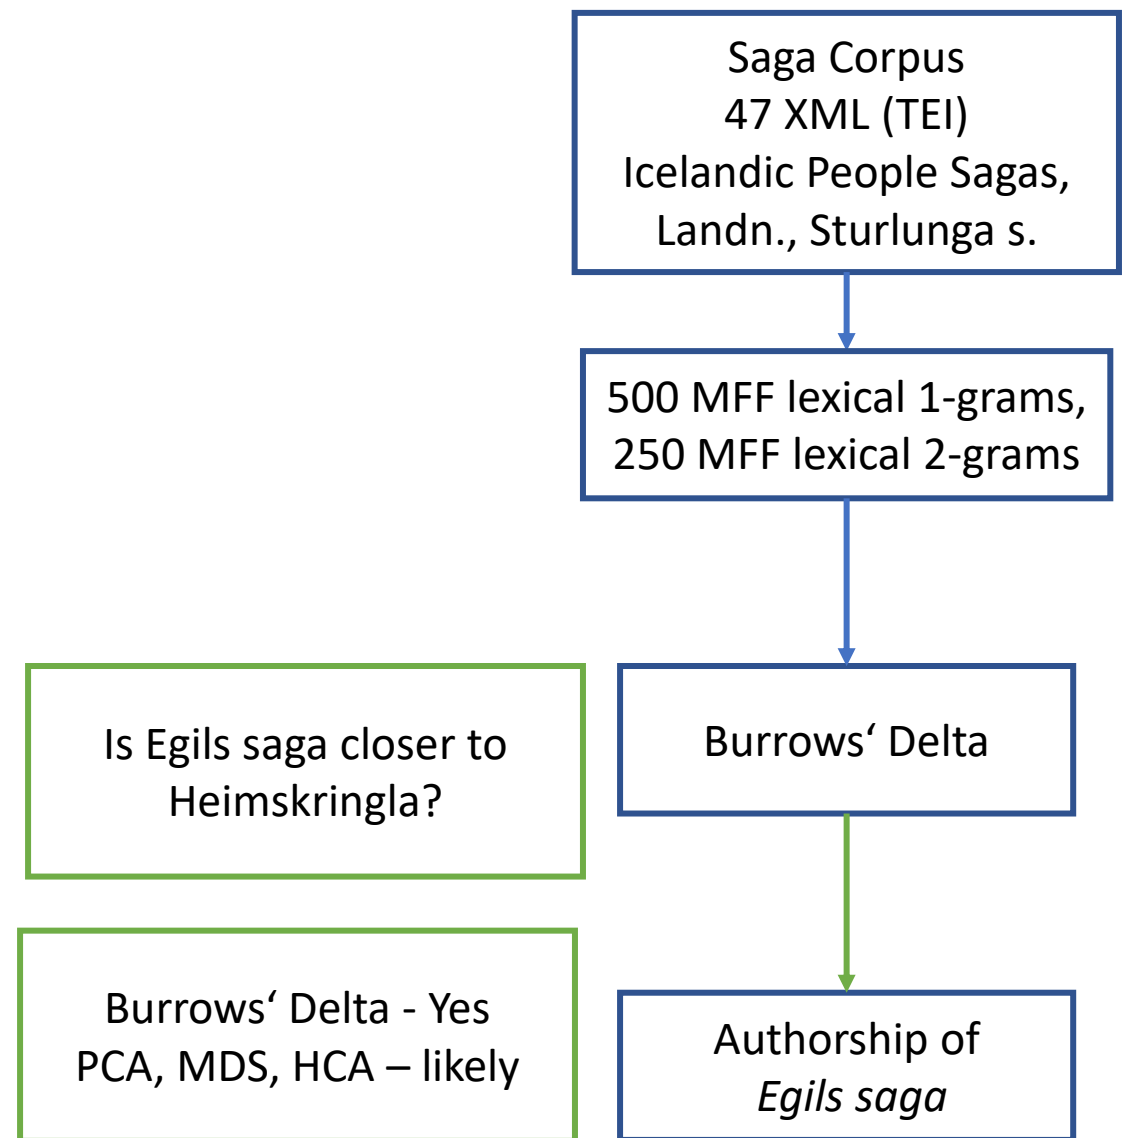 Saga Corpus
47 XML (TEI)
Icelandic People Sagas,
Landn., Sturlunga s.
500 MFF lexical 1-grams,
250 MFF lexical 2-grams
Is Egils saga closer to
Heimskringla?
Burrows‘ Delta
Burrows‘ Delta - Yes
PCA, MDS, HCA – likely
Authorship of
Egils saga